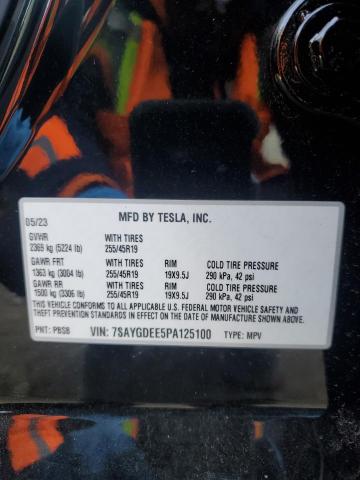 05/23 MFD BY TESLA, INC.
GVWR WITH TIRES
2369 kg (5224 lb) 255/45R19
GAWR FRT WITH TIRES RIM COLD TIRE PRESSURE
1363 kg (3004 lb) 255/45R19 19X9.5J 290 kPa, 42 psi
GAWR RR WITH TIRES RIM COLD TIRE PRESSURE
1500 kg (3306 lb) 255/45R19 19X9.5J 290 kPa, 42 psi
THIS VEHICLE CONFORMS TO ALL APPLICABLE U.S. FEDERAL MOTOR VEHICLE SAFETY
AND THEFT PREVENTION STANDARDS IN EFFECT ON THE DATE OF MANUFACTURE SHOWN ABOVE.
PNT: PBSB VIN: 7SAYGDEE5PA125100 TYPE: MPV